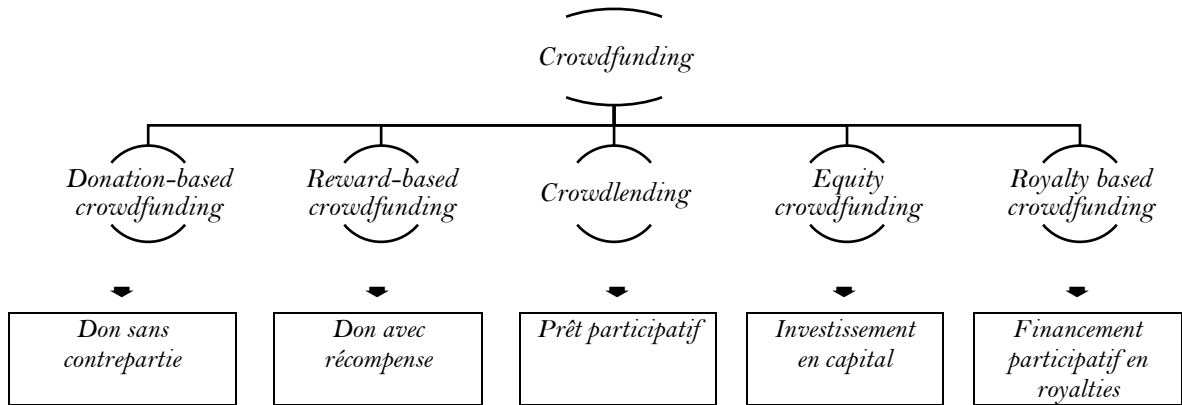 Crowdfunding
Donation-based
crowdfunding
Reward-based
crowdfunding
Crowdlending
Equity
crowdfunding
Royalty based
crowdfunding
Don sans
contrepartie
Don avec
récompense
Prêt participatif
Investissement
en capital
Financement
participatif en
royalties